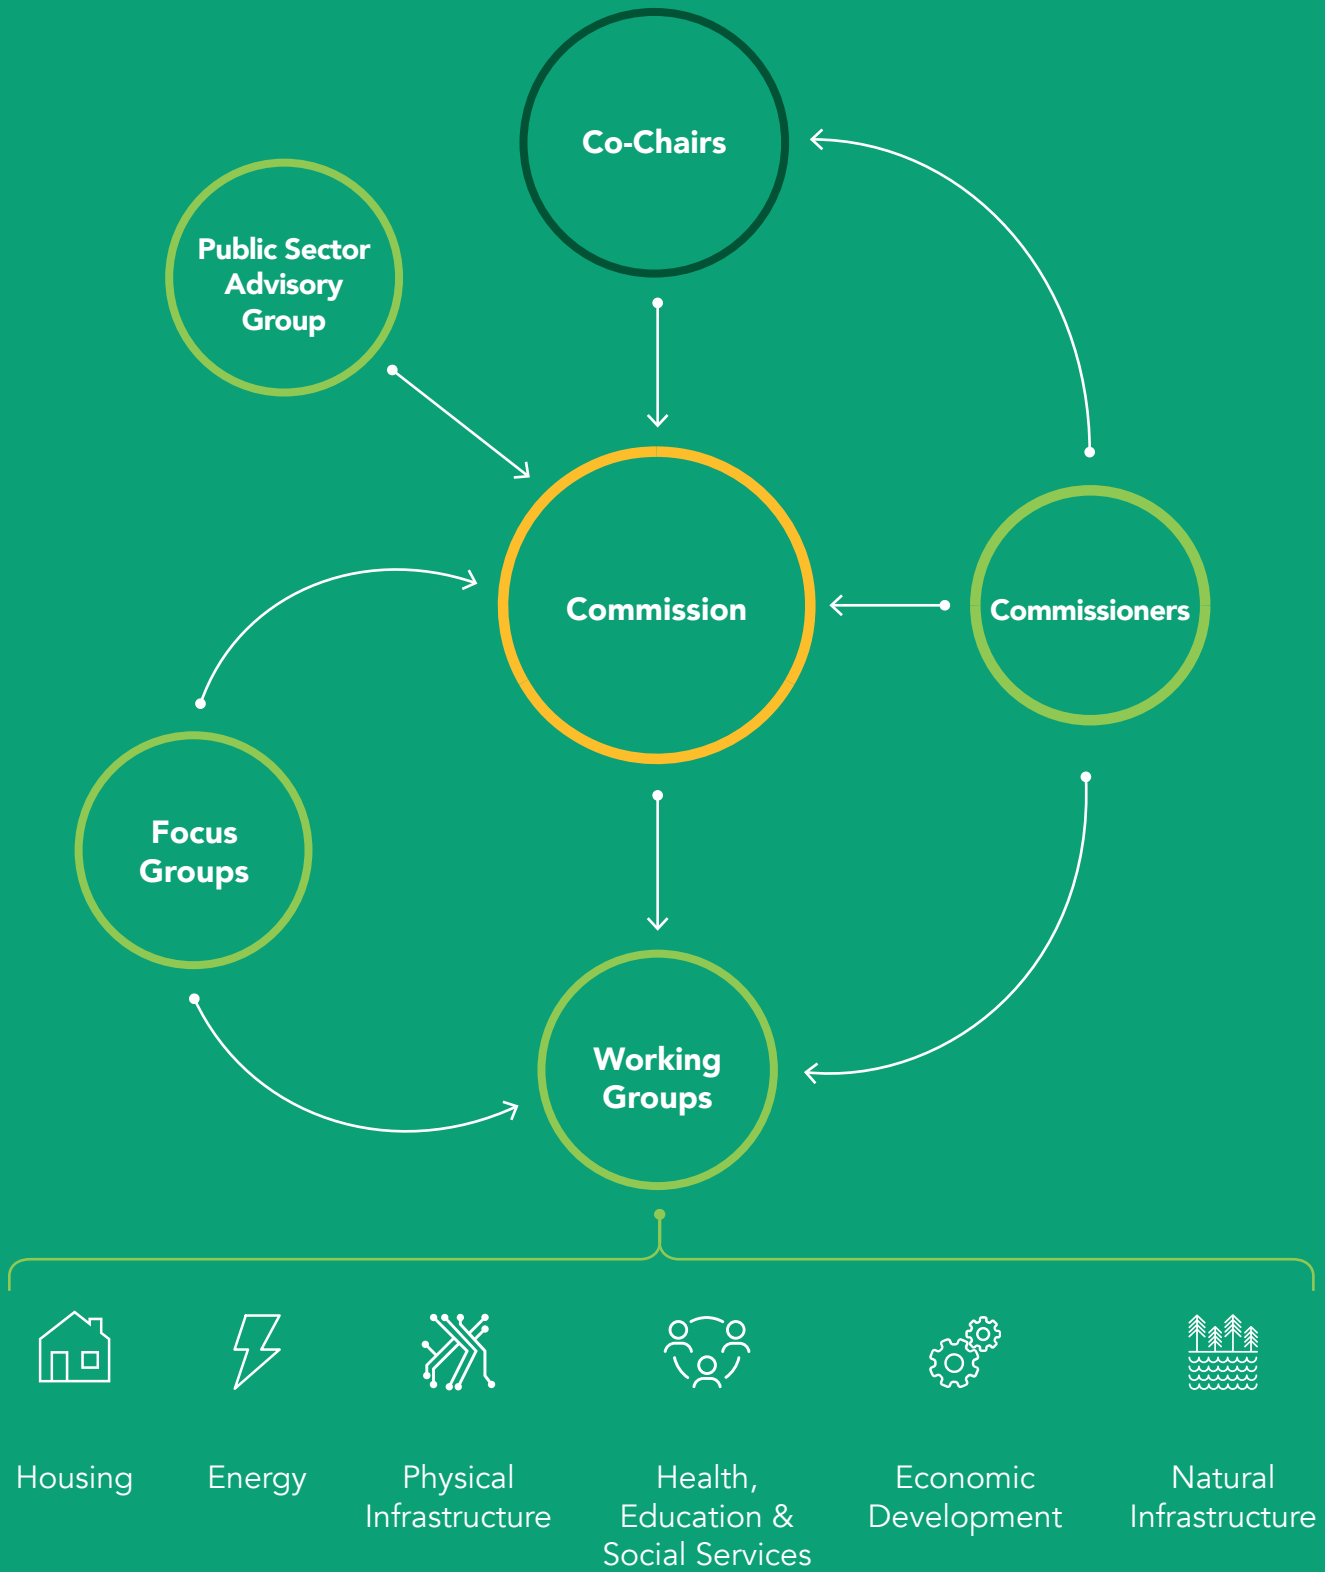 Co-Chairs
Public Sector
Advisory
Group
Commission
Commissioners
Focus
Groups
Working
Groups
Housing
Energy
Physical
Infrastructure
Health,
Education &
Social Services
Economic
Development
Natural
Infrastructure